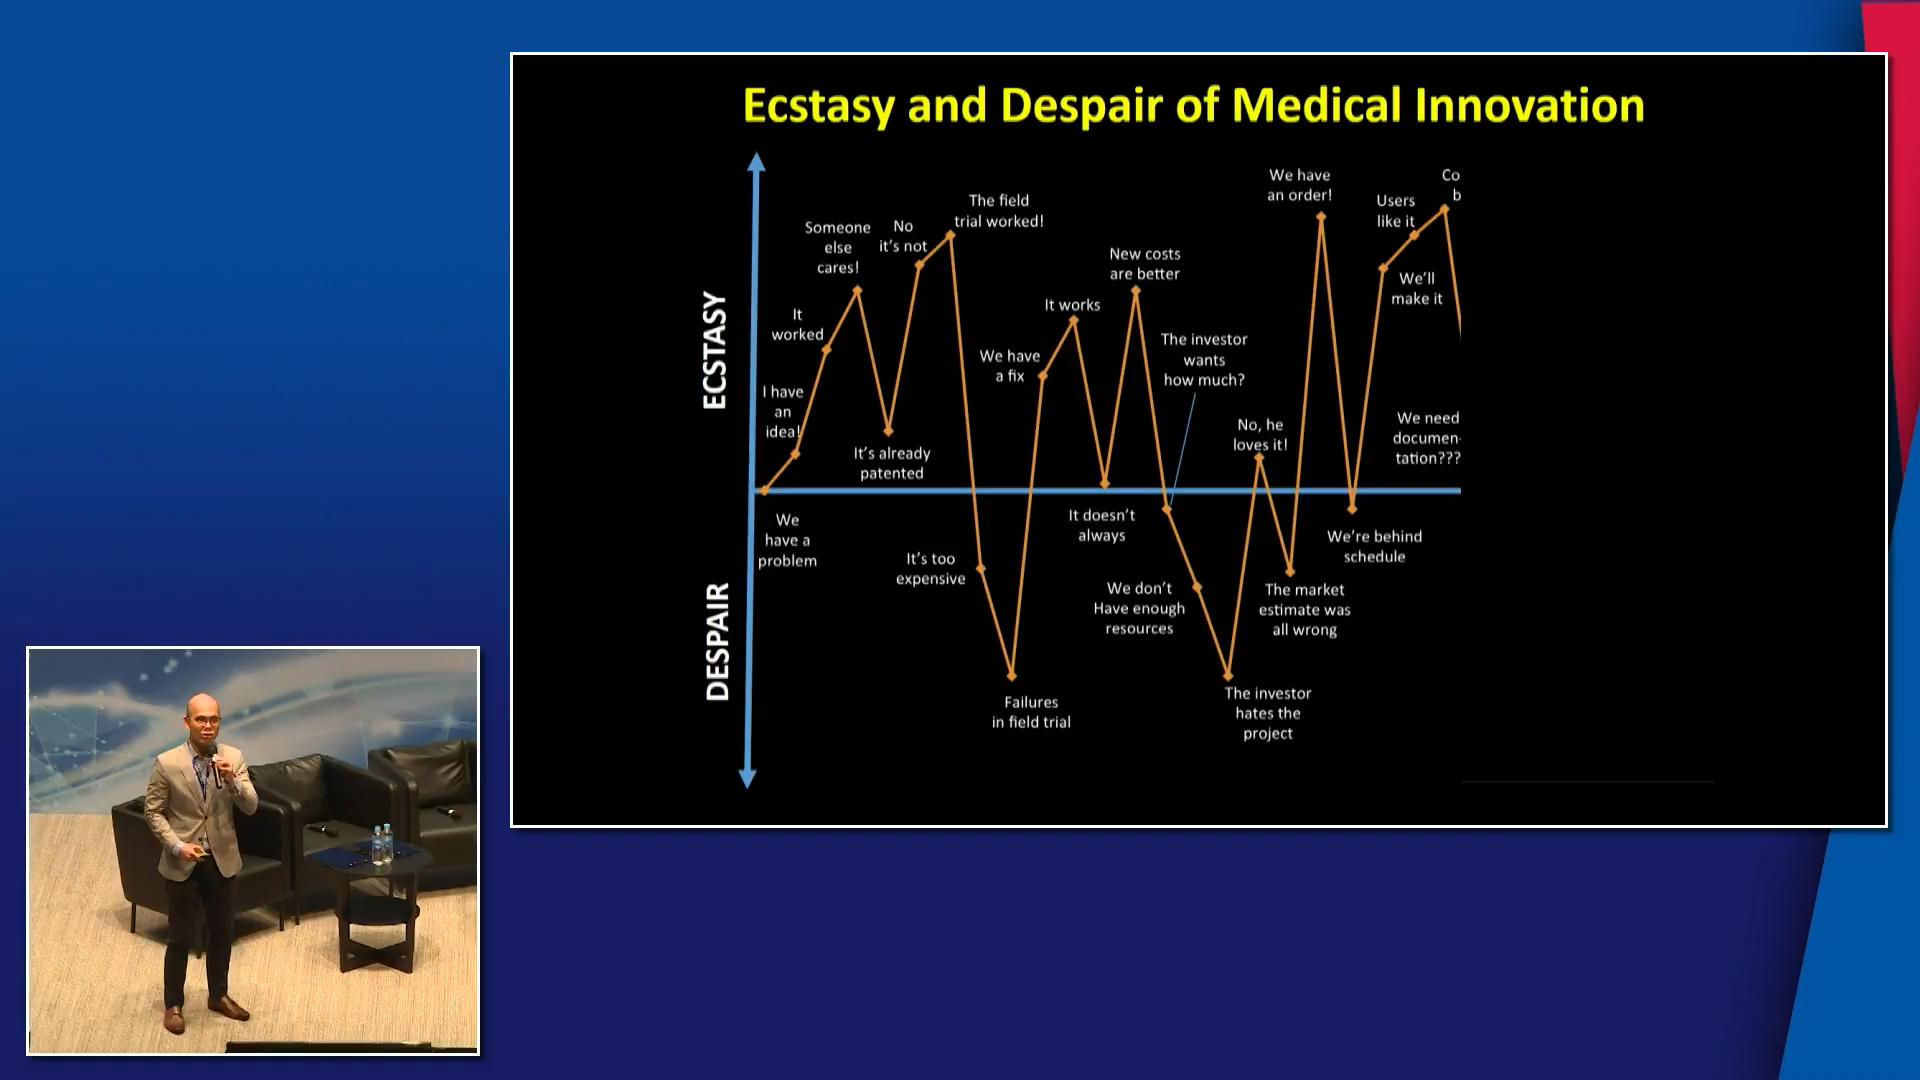 Ecstasy and Despair of Medical Innovation
ECSTASY
DESPAIR
We
have a
problem
I have
an
idea!
It
worked
Someone
else
cares!
It's already
patented
No
it's not
The field
trial worked!
It's too
expensive
Failures
in field trial
We have
a fix
It works
It doesn't
always
New costs
are better
The investor
wants
how much?
We don't
Have enough
resources
The investor
hates the
project
No, he
loves it!
The market
estimate was
all wrong
We have
an order!
We're behind
schedule
We'll
make it
Users
like it
Co
b
We need
documen-
tation???